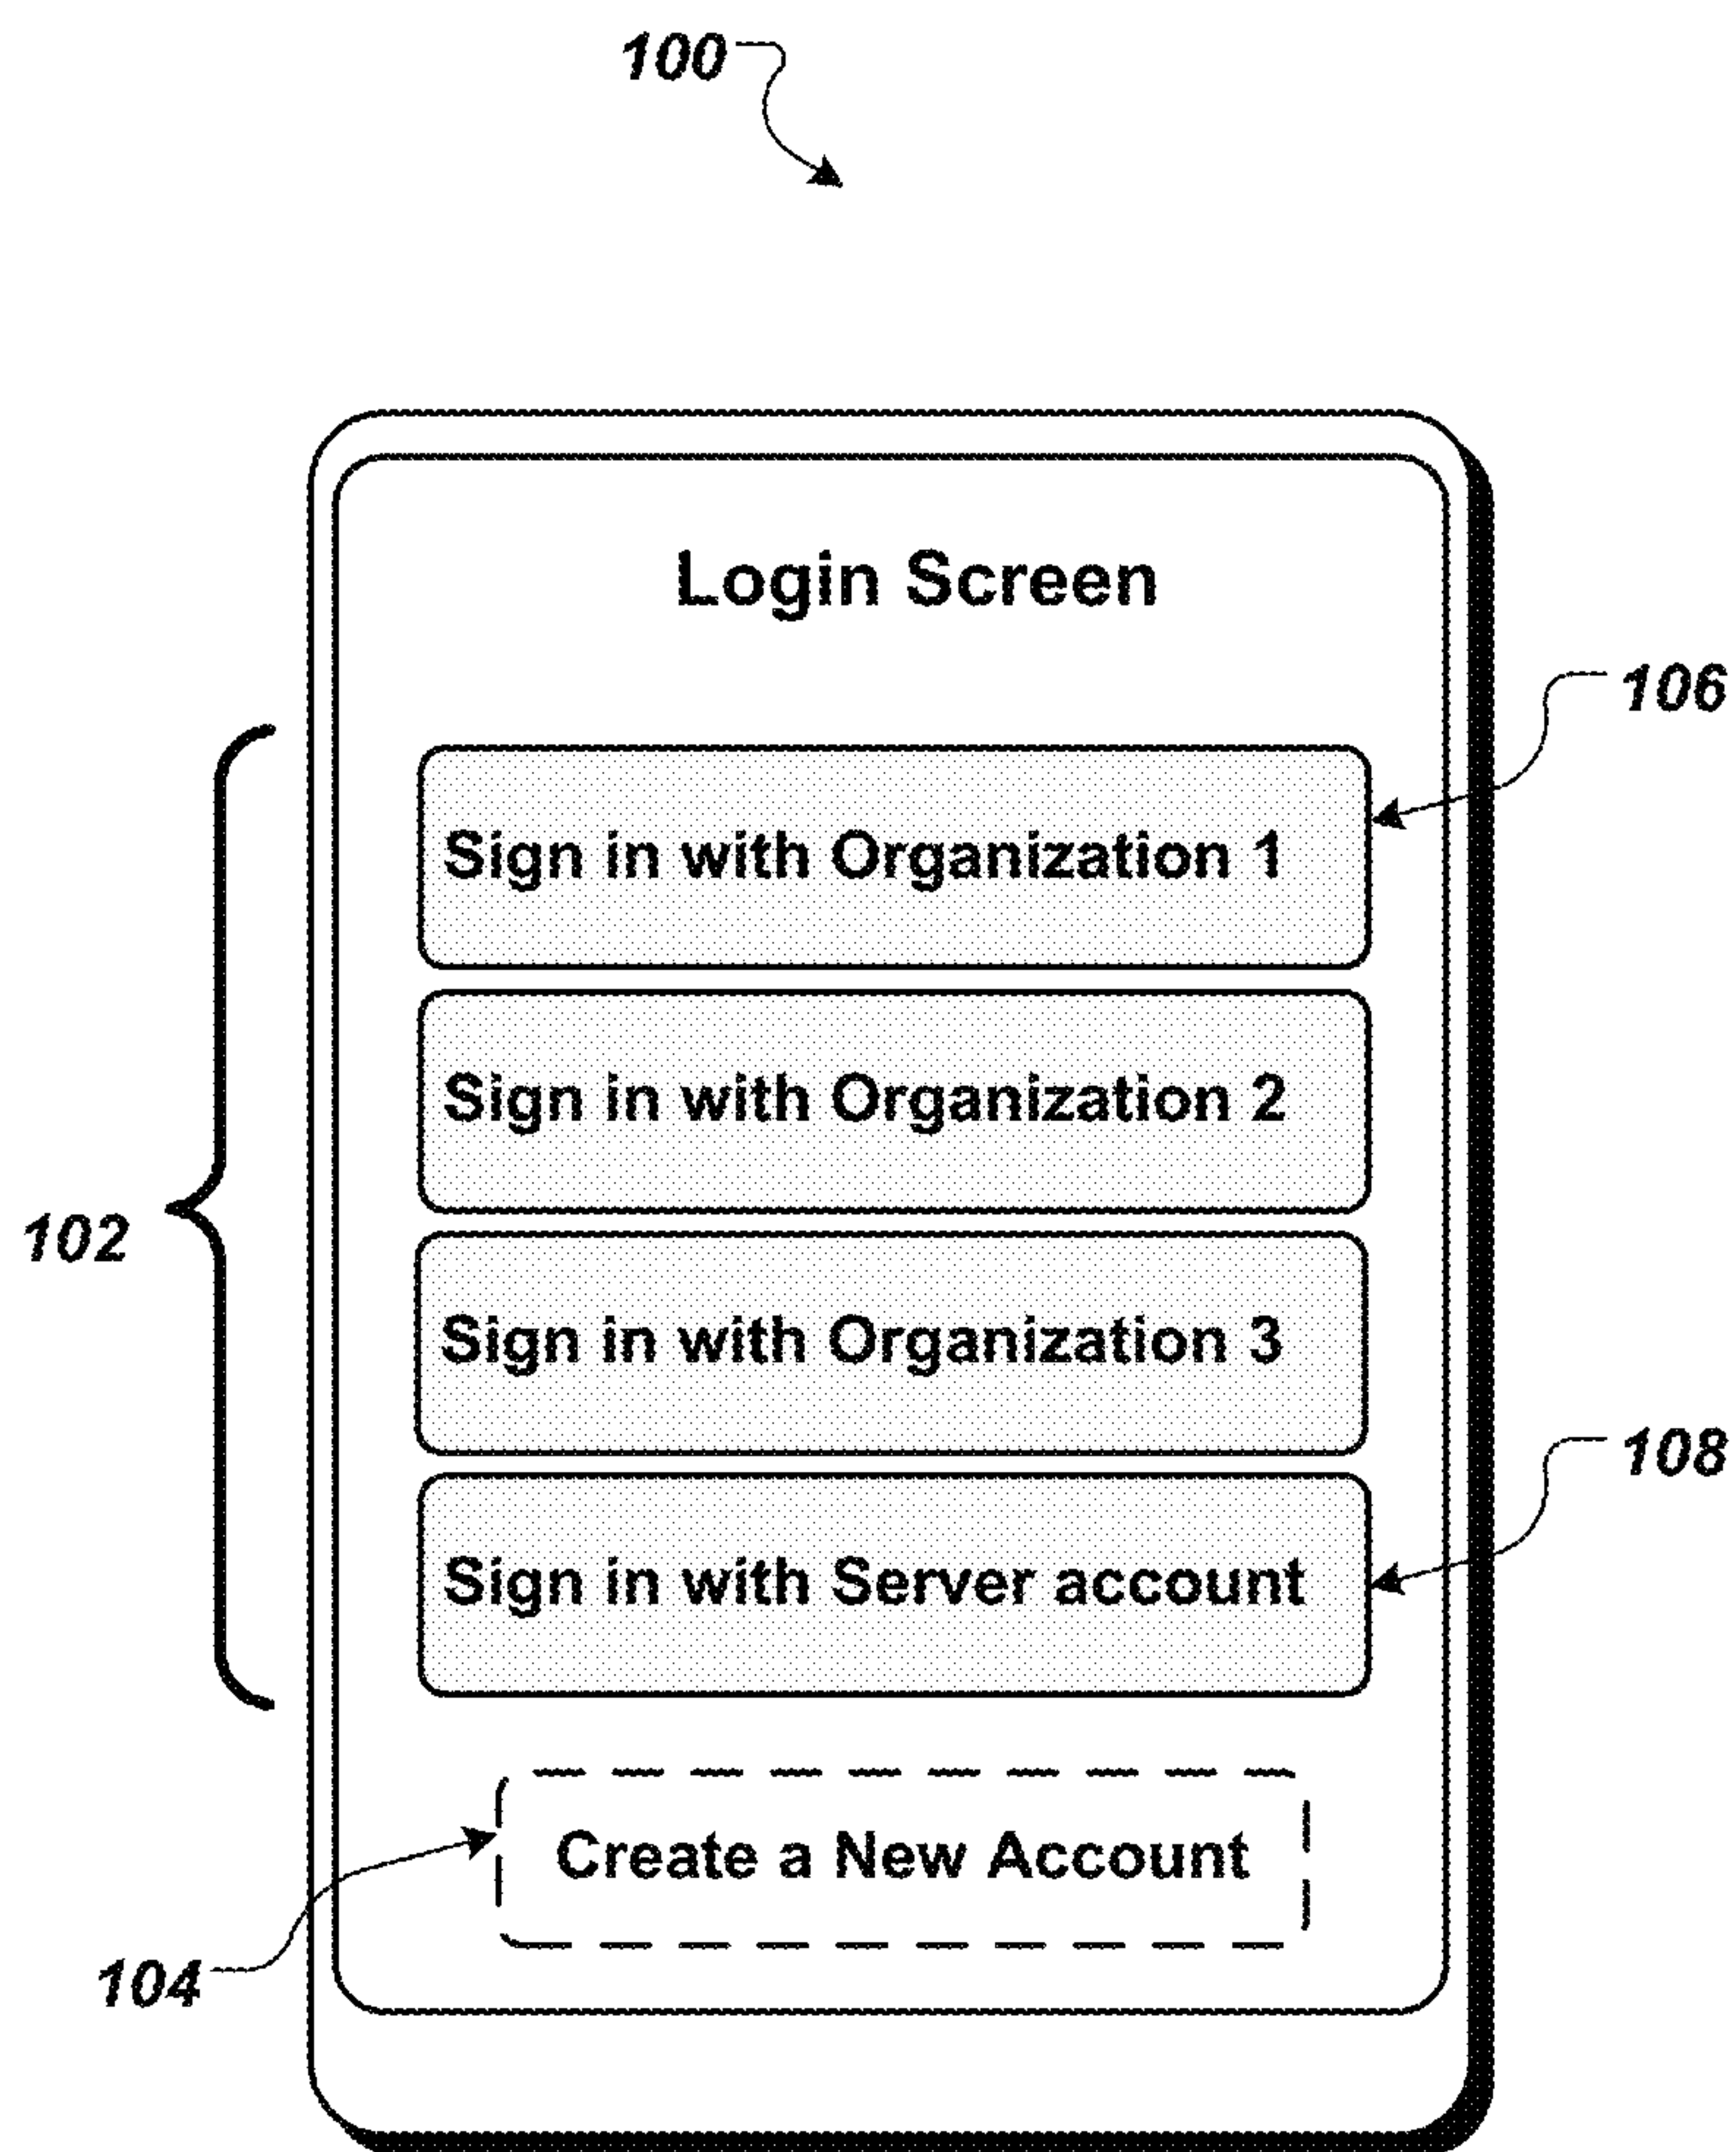 100
Login Screen
106
Sign in with Organization 1
Sign in with Organization 2
102
Sign in with Organization 3
108
Sign in with Server account
Create a New Account
104